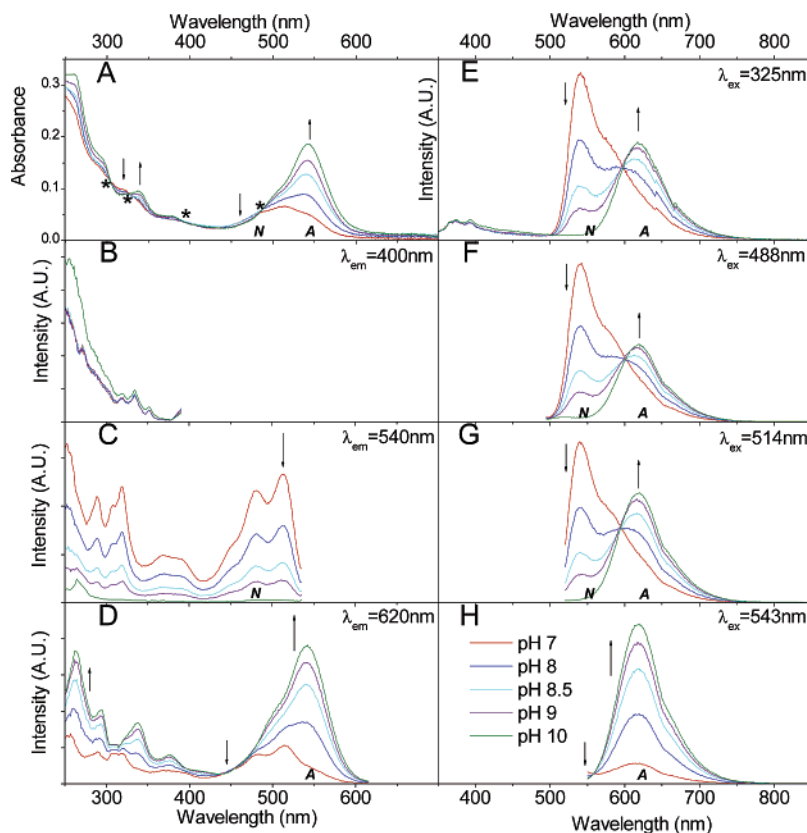 Wavelength (nm) Wavelength (nm)
300 400 500 600 500 600 700 800
A
Absorbance
0.3
0.2
0.1
0.0
* * * *
N A
E
λex=325nm
Intensity (A.U.)
N A
B
λem=400nm
Intensity (A.U.)
F
λex=488nm
Intensity (A.U.)
N A
C
λem=540nm
Intensity (A.U.)
N
G
λex=514nm
Intensity (A.U.)
N A
D
λem=620nm
Intensity (A.U.)
A
H
λex=543nm
Intensity (A.U.)
pH 7
pH 8
pH 8.5
pH 9
pH 10
A
300 400 500 600 500 600 700 800
Wavelength (nm) Wavelength (nm)